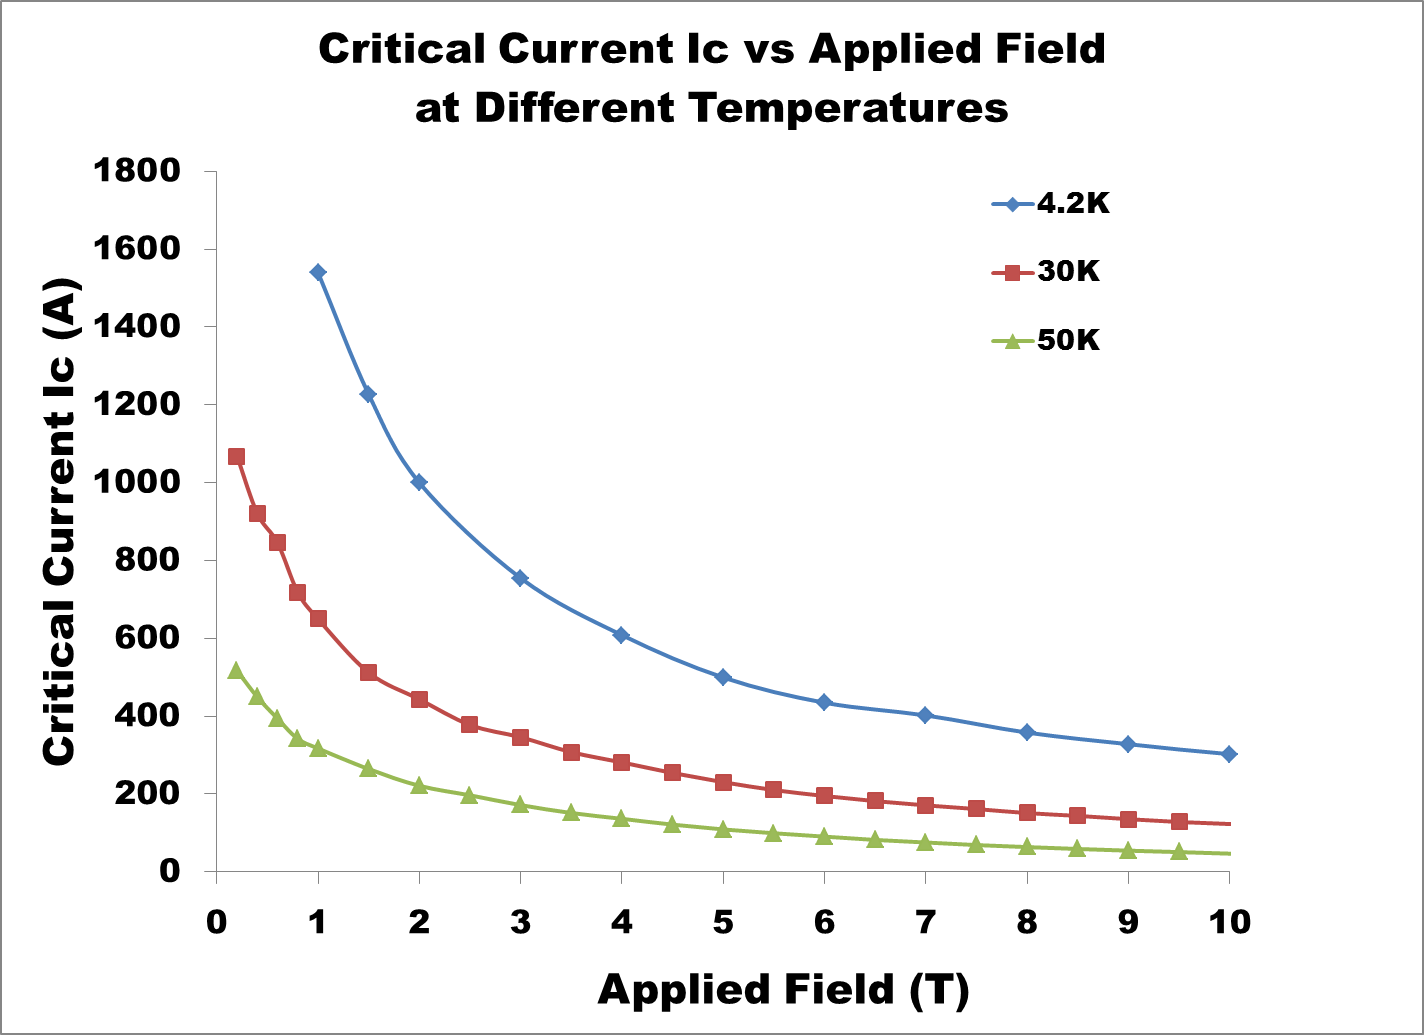 Critical Current Ic vs Applied Field
at Different Temperatures
Critical Current Ic (A)
1800
1600
1400
1200
1000
800
600
400
200
0
4.2K
30K
50K
0 1 2 3 4 5 6 7 8 9 10
Applied Field (T)